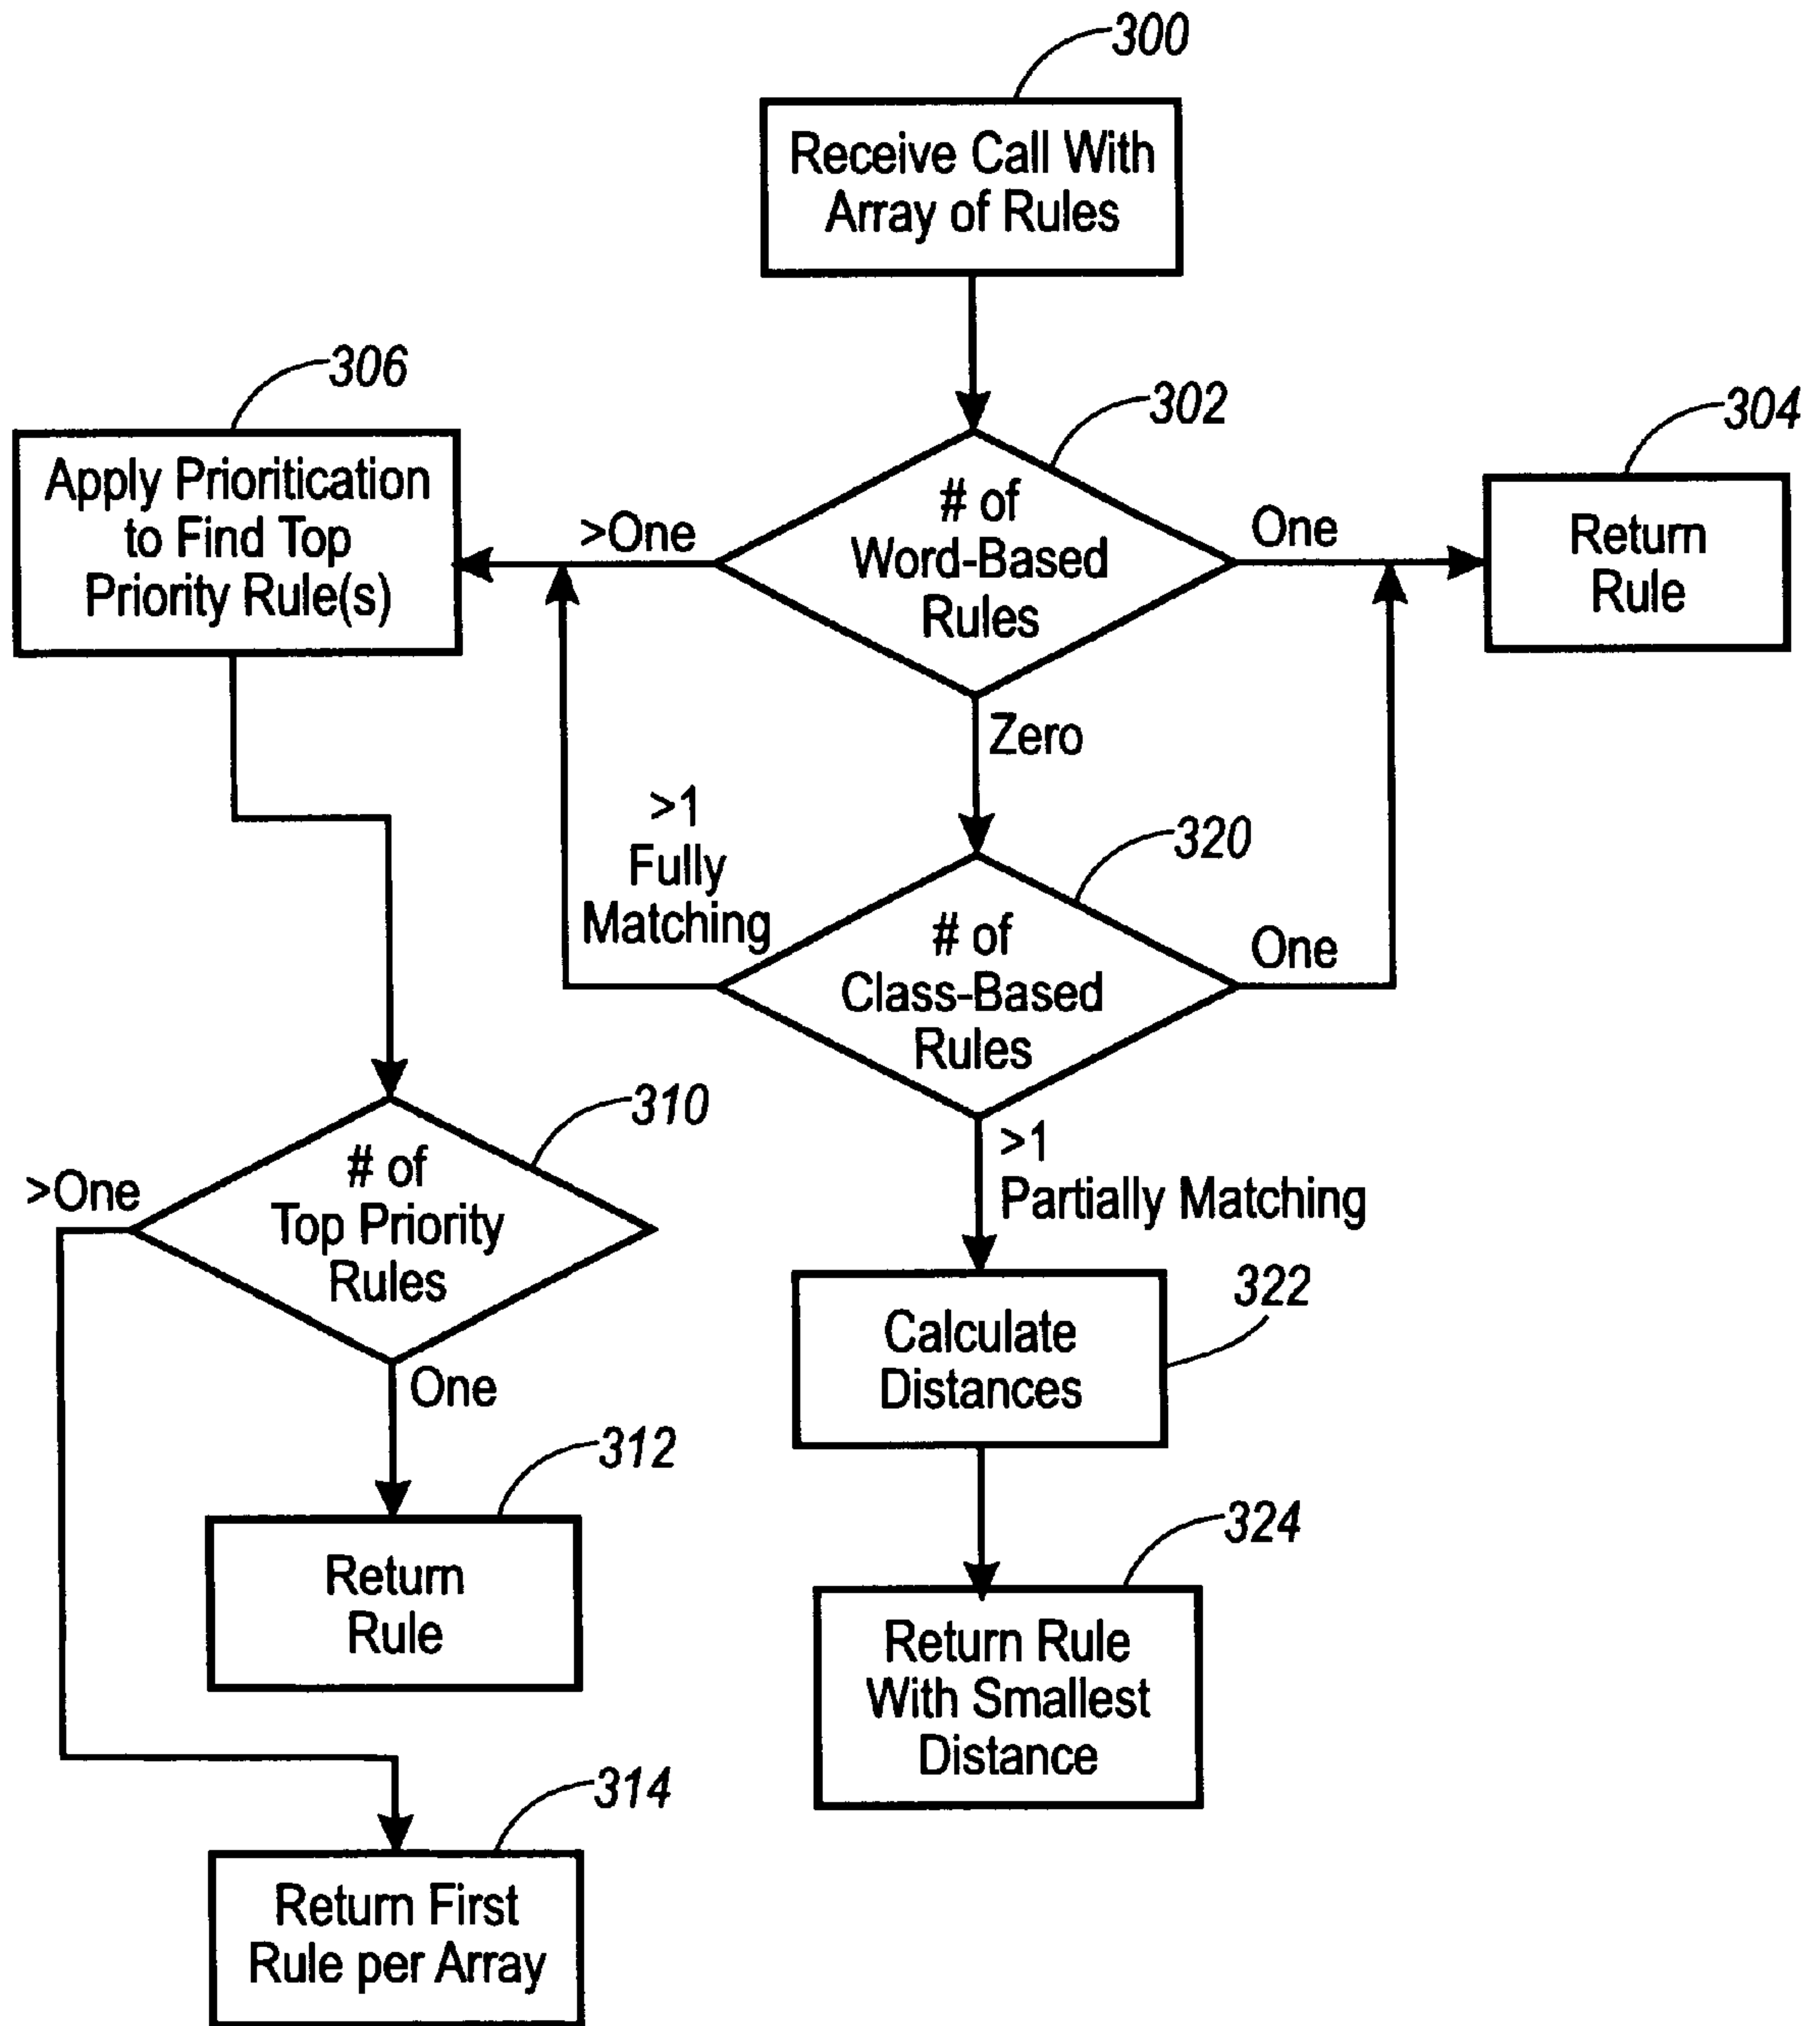 300
Receive Call With
Array of Rules
306
302
304
Apply Prioritication
to Find Top
Priority Rule(s)
>One
# of
Word-Based
Rules
One
Return
Rule
Zero
>1
Fully
Matching
320
# of
Class-Based
Rules
One
310
>1
Partially Matching
>One
# of
Top Priority
Rules
322
Calculate
Distances
One
312
324
Return
Rule
Return Rule
With Smallest
Distance
314
Return First
Rule per Array